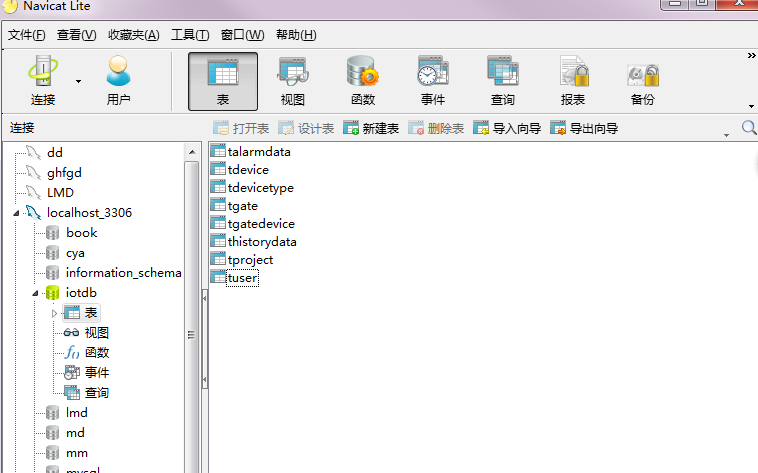 Navicat Lite
文件(F) 查看(V) 收藏夹(A) 工具(T) 窗口(W) 帮助(H)
连接 用户 表 视图 函数 事件 查询 报表 备份
连接 打开表 设计表 新建表 删除表 导入向导 导出向导
dd
ghfgd
LMD
localhost_3306
book
cya
information_schema
iotdb
表
视图
f()
函数
事件
查询
lmd
md
mm
mysql
talarmdata
tdevice
tdevicetype
tgate
tgatedevice
thistorydata
tproject
tuser